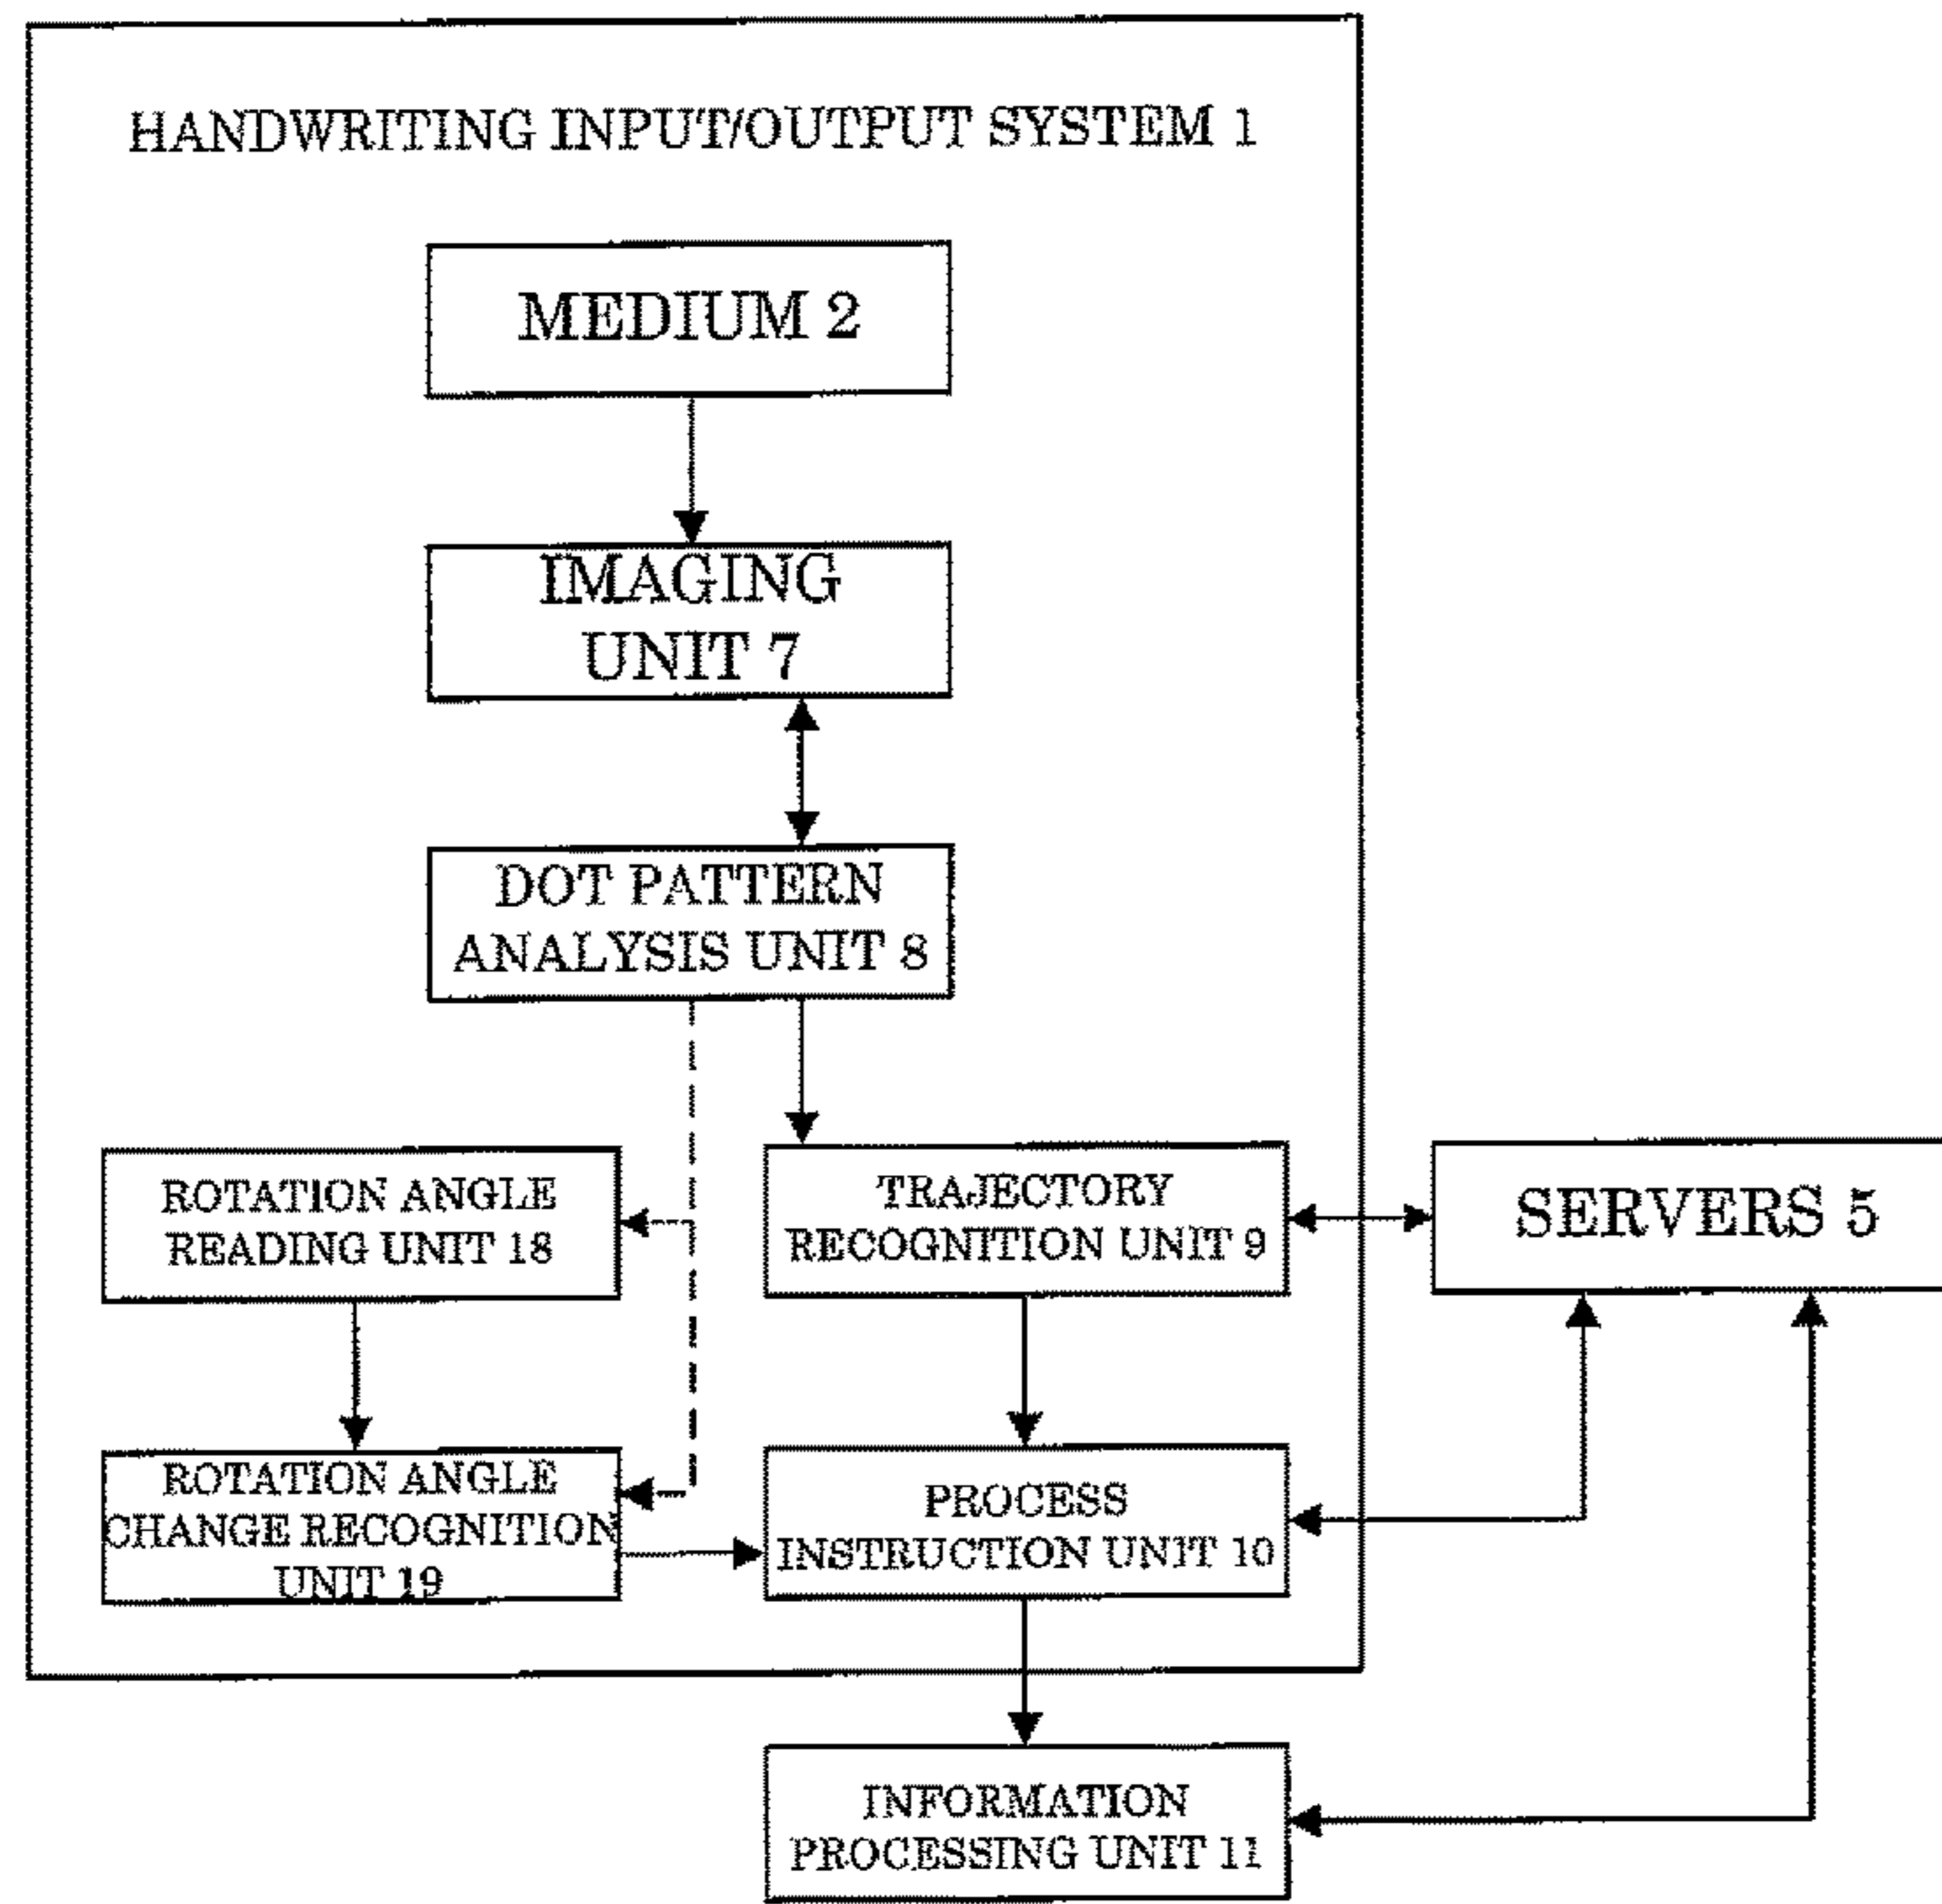 HANDWRITING INPUT/OUTPUT SYSTEM 1
MEDIUM 2
IMAGING
UNIT 7
DOT PATTERN
ANALYSIS UNIT 8
ROTATION ANGLE
READING UNIT 18
TRAJECTORY
RECOGNITION UNIT 9
SERVERS 5
ROTATION ANGLE
CHANGE RECOGNITION
UNIT 19
PROCESS
INSTRUCTION UNIT 10
INFORMATION
PROCESSING UNIT 11